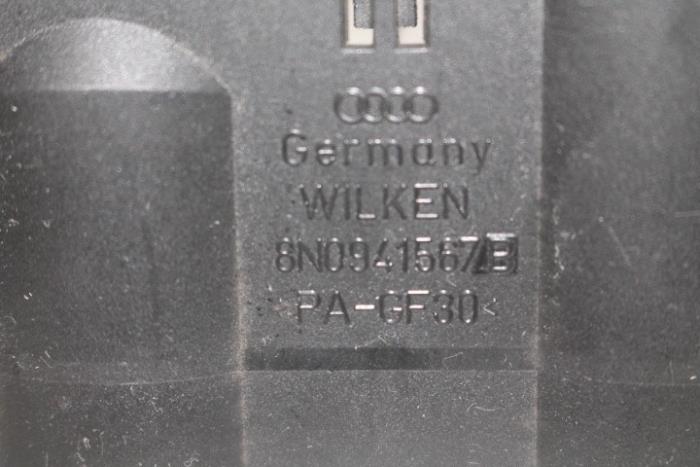 Germany
WILKEN
8N0941567B
>PA-GF30<